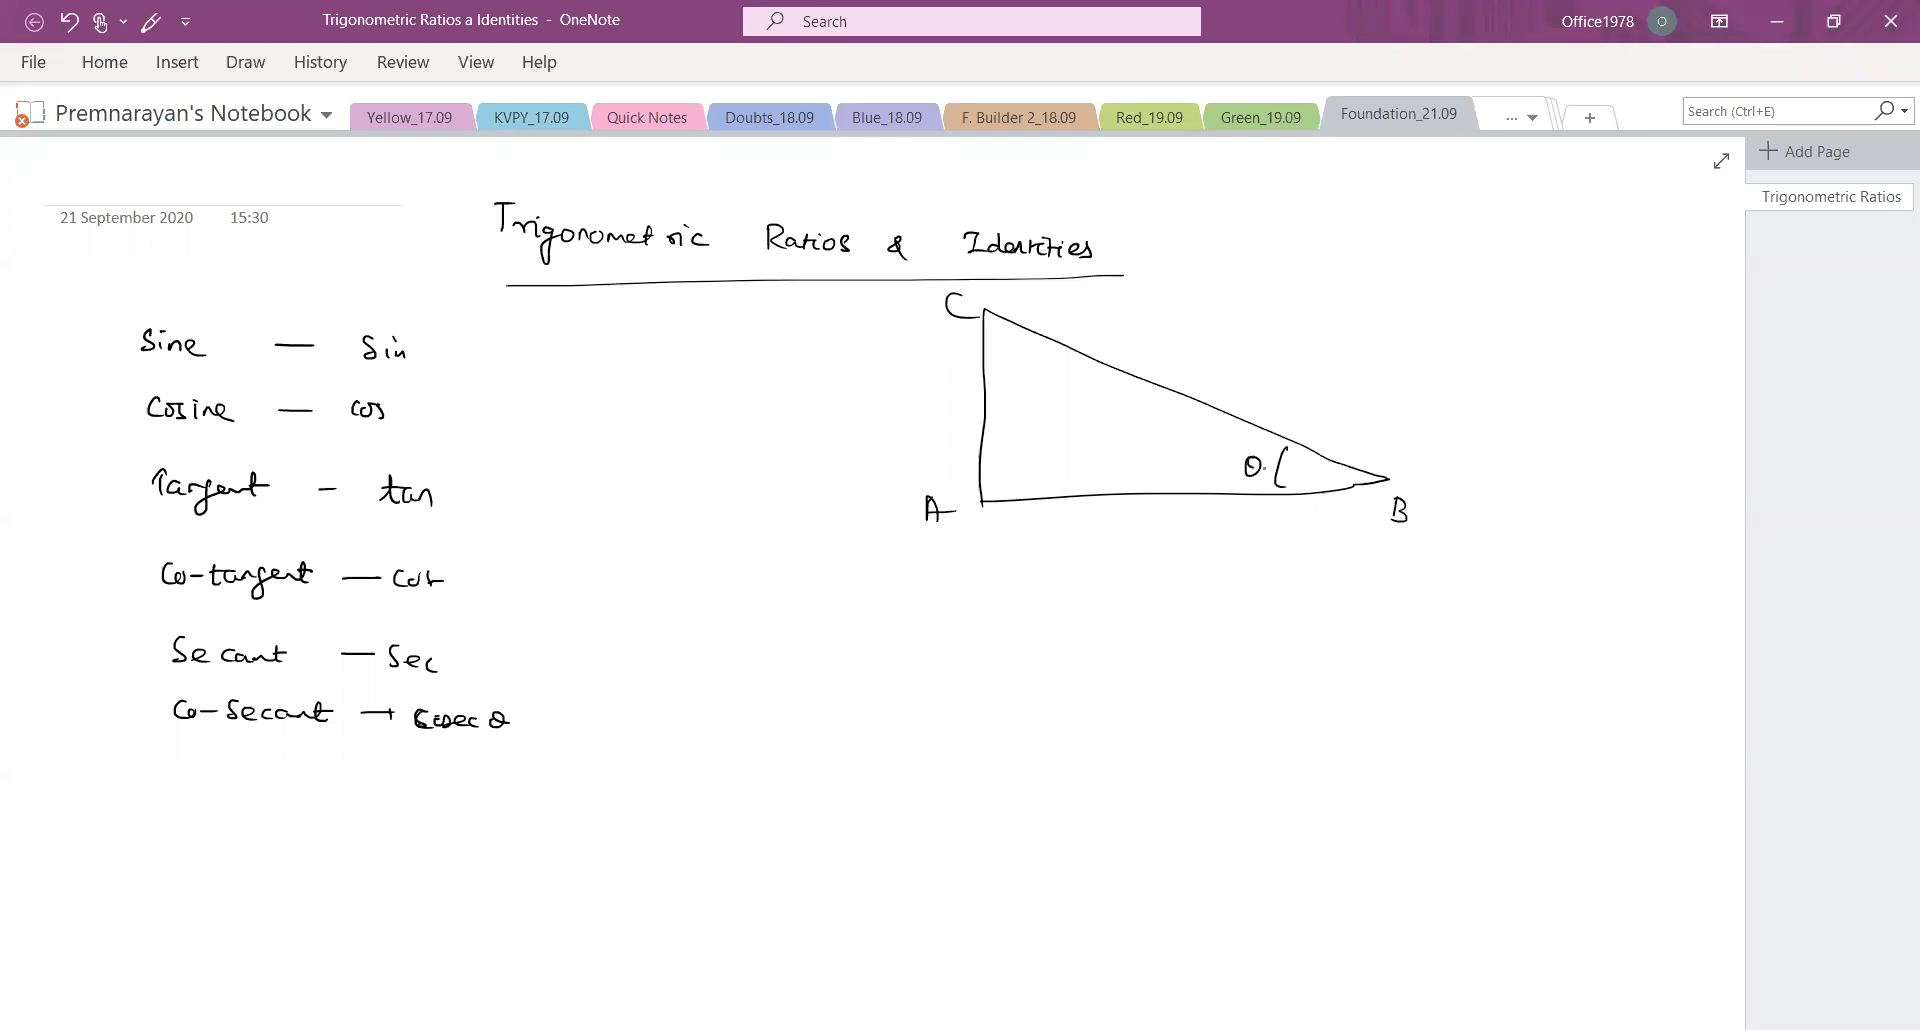 Trigonometric Ratios a Identities - OneNote
Search
Office1978
O
File Home Insert Draw History Review View Help
Premnarayan's Notebook
Yellow_17.09 KVPY_17.09 Quick Notes Doubts_18.09 Blue_18.09 F. Builder 2_18.09 Red_19.09 Green_19.09 Foundation_21.09 ... +
Search (Ctrl+E)
Add Page
Trigonometric Ratios
21 September 2020 15:30
Trigonometric Ratios & Identities
Sine — Sin
Cosine — cos
Tangent - tan
Co-tangent — cot
Secant — Sec
Co-Secant → cosec θ
C
θ
A B